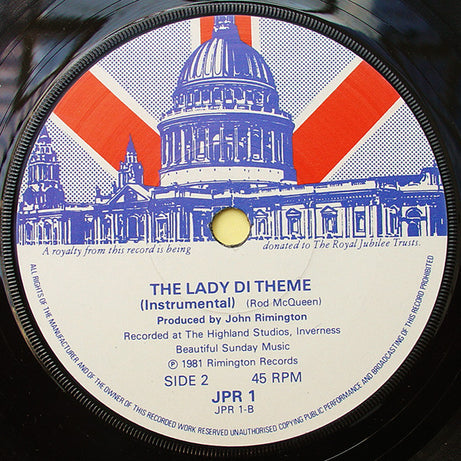 A royalty from this record is being donated to The Royal Jubilee Trusts.
THE LADY DI THEME
(Instrumental) (Rod McQueen)
Produced by John Rimington
Recorded at The Highland Studios, Inverness
Beautiful Sunday Music
℗ 1981 Rimington Records
SIDE 2 45 RPM
JPR 1
JPR 1-B
ALL RIGHTS OF THE MANUFACTURER AND OF THE OWNER OF THIS RECORDED WORK RESERVED UNAUTHORISED COPYING PUBLIC PERFORMANCE AND BROADCASTING OF THIS RECORD PROHIBITED